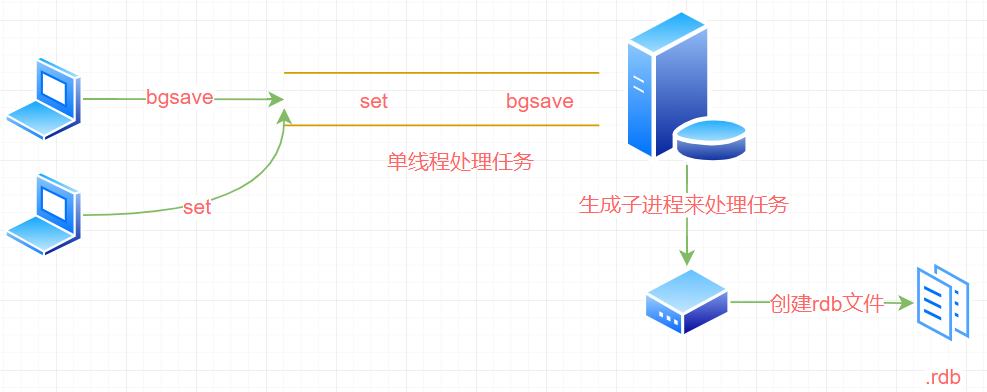 bgsave
set
bgsave
单线程处理任务
set
生成子进程来处理任务
创建rdb文件
.rdb